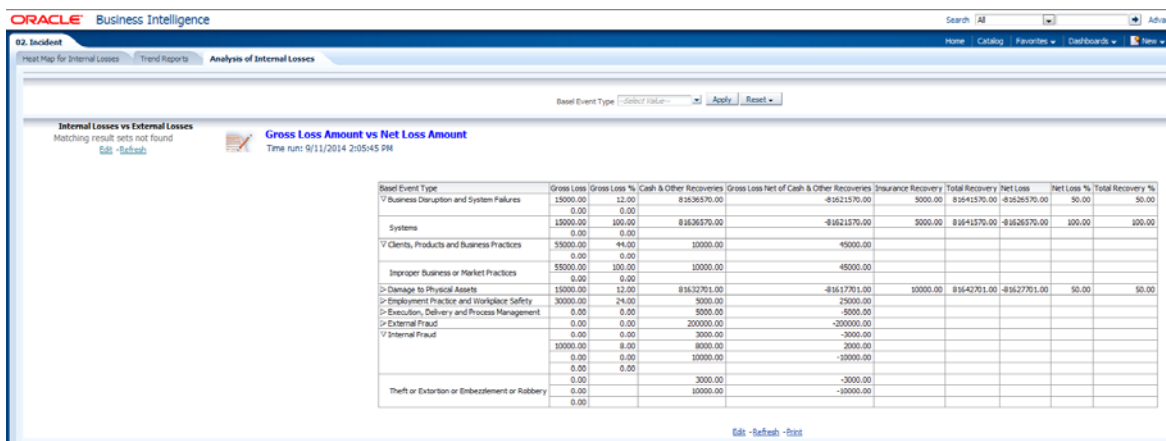 ORACLE Business Intelligence
Search All
Adva
02. Incident
Home Catalog Favorites Dashboards New
Heat Map for Internal Losses Trend Reports Analysis of Internal Losses
Basel Event Type --Select Value-- Apply Reset
Internal Losses vs External Losses
Matching result sets not found
Edit -Refresh
Gross Loss Amount vs Net Loss Amount
Time run: 9/11/2014 2:05:45 PM
Basel Event Type Gross Loss Gross Loss % Cash & Other Recoveries Gross Loss Net of Cash & Other Recoveries Insurance Recovery Total Recovery Net Loss Net Loss % Total Recovery %
Business Disruption and System Failures 15000.00 12.00 81636570.00 -81621570.00 5000.00 81641570.00 -81626570.00 50.00 50.00
0.00 0.00
Systems 15000.00 100.00 81636570.00 -81621570.00 5000.00 81641570.00 -81626570.00 100.00 100.00
0.00 0.00
Clients, Products and Business Practices 55000.00 44.00 10000.00 45000.00
0.00 0.00
Improper Business or Market Practices 55000.00 100.00 10000.00 45000.00
0.00 0.00
Damage to Physical Assets 15000.00 12.00 81632701.00 -81617701.00 10000.00 81642701.00 -81627701.00 50.00 50.00
Employment Practice and Workplace Safety 30000.00 24.00 5000.00 25000.00
Execution, Delivery and Process Management 0.00 0.00 5000.00 -5000.00
External Fraud 0.00 0.00 200000.00 -200000.00
Internal Fraud 0.00 0.00 3000.00 -3000.00
10000.00 8.00 8000.00 2000.00
0.00 0.00 10000.00 -10000.00
0.00 0.00
Theft or Extortion or Embezzlement or Robbery 0.00 3000.00 -3000.00
0.00 10000.00 -10000.00
0.00
Edit -Refresh -Print